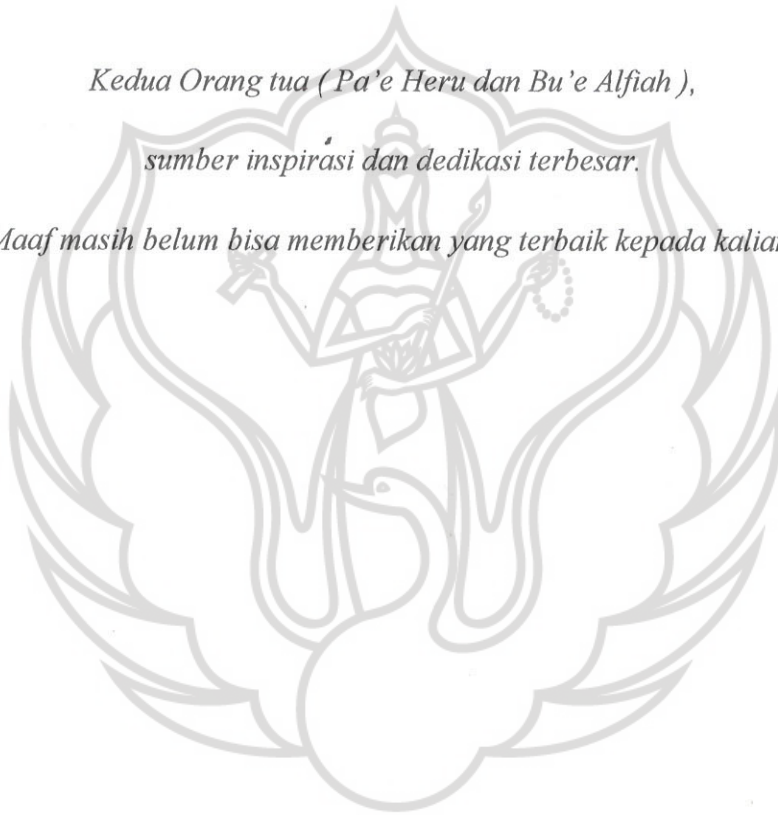 Kedua Orang tua ( Pa’e Heru dan Bu’e Alfiah ),
sumber inspirasi dan dedikasi terbesar.
Maaf masih belum bisa memberikan yang terbaik kepada kalian